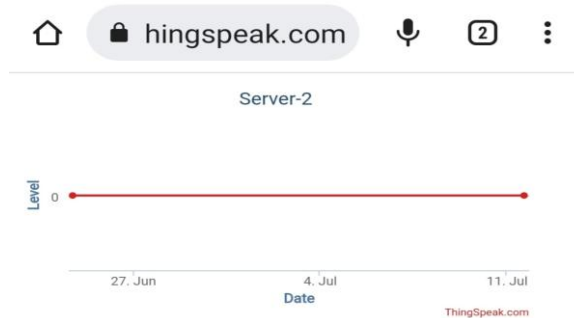 hingspeak.com
2
Server-2
Level
0
27. Jun
4. Jul
11. Jul
Date
ThingSpeak.com